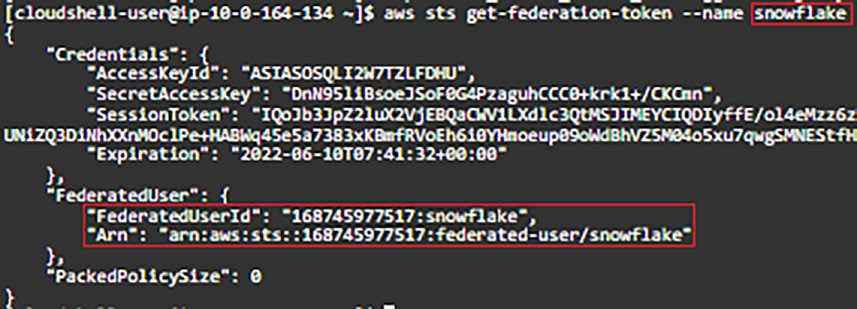 [cloudshell-user@ip-10-0-164-134 ~]$ aws sts get-federation-token --name snowflake
{
    "Credentials": {
        "AccessKeyId": "ASIASOSQLI2W7TZLFDHU",
        "SecretAccessKey": "DnN95liBsoeJSoF0G4PzaguhCCC0+krk1+/CKCmn",
        "SessionToken": "IQoJb3JpZ2luX2VjEBQaCWV1LXdlc3QtMSJIMEYCIQDIyffE/ol4eMzz6z
UNiZQ3DiNhXXnMOclPe+HABWq45e5a7383xKBmfRVoEh6i0YHmoeup09oWdBhVZSM04o5xu7qwgSMNEStfH
        "Expiration": "2022-06-10T07:41:32+00:00"
    },
    "FederatedUser": {
        "FederatedUserId": "168745977517:snowflake",
        "Arn": "arn:aws:sts::168745977517:federated-user/snowflake"
    },
    "PackedPolicySize": 0
}